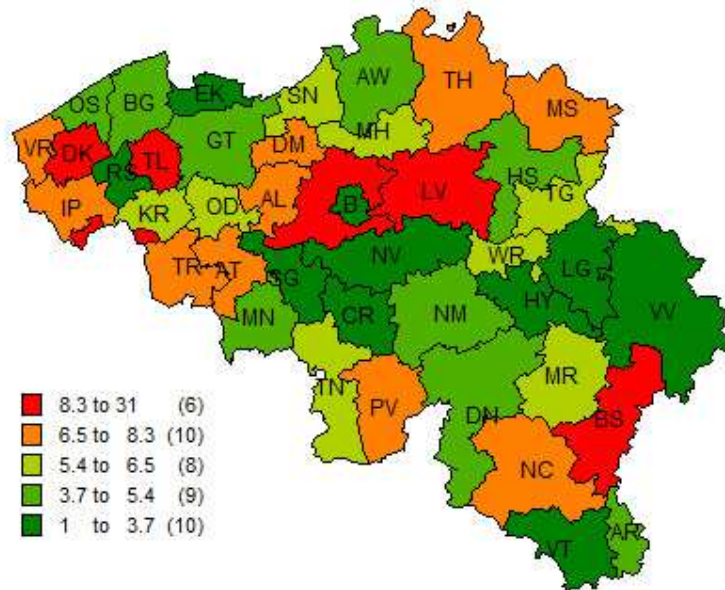 AW
TH
EK
SN
OS
BG
MS
GT
MH
VR
DK
TL
DM
RS
HS
TG
IP
AL
LV
KR
OD
B
NV
WR
TR
AT
SG
LG
HY
VV
MN
CR
NM
MR
TN
PV
DN
BS
NC
AR
VT
8.3 to 31 (6)
6.5 to 8.3 (10)
5.4 to 6.5 (8)
3.7 to 5.4 (9)
1 to 3.7 (10)